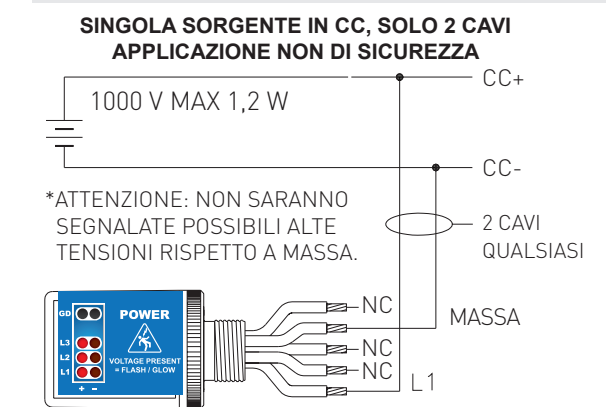 SINGOLA SORGENTE IN CC, SOLO 2 CAVI
APPLICAZIONE NON DI SICUREZZA
CC+
1000 V MAX 1,2 W
CC-
*ATTENZIONE: NON SARANNO
SEGNALATE POSSIBILI ALTE
TENSIONI RISPETTO A MASSA.
2 CAVI
QUALSIASI
NC
MASSA
NC
NC
L1
GD
POWER
L3
L2
L1
+ -
VOLTAGE PRESENT
= FLASH / GLOW